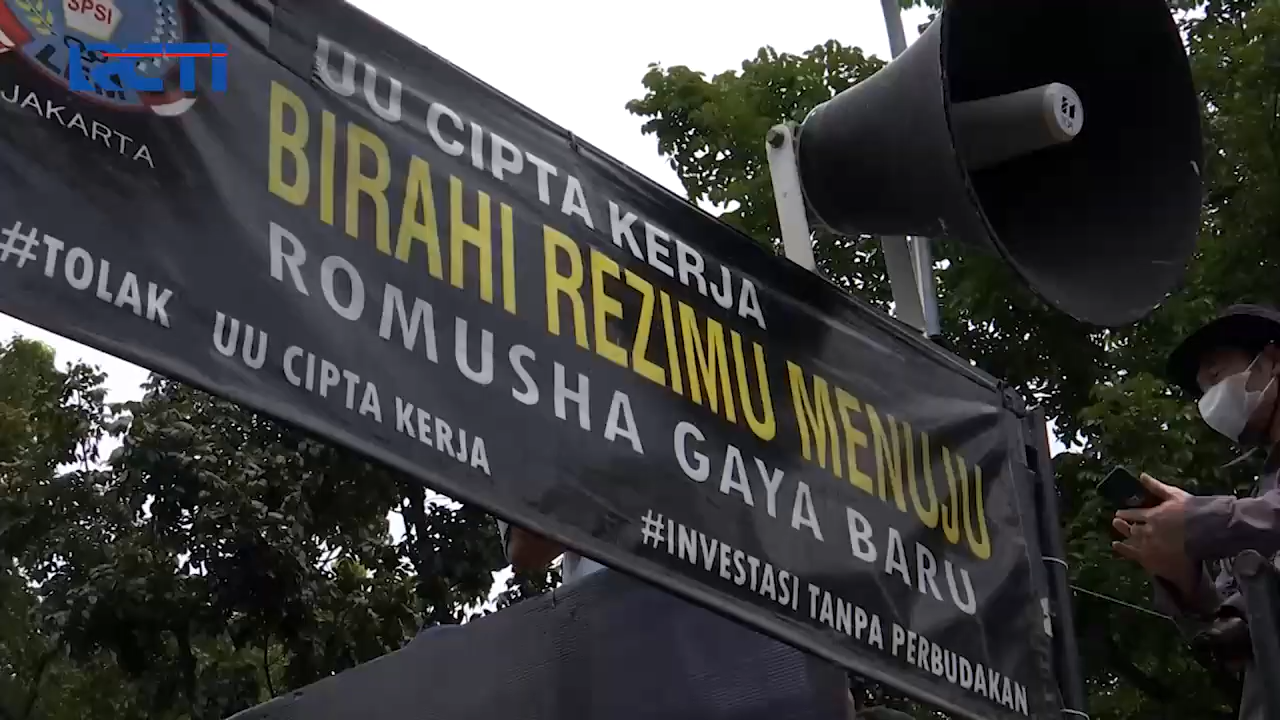 SPSI
RCTI
JAKARTA
UU CIPTA KERJA
BIRAHI REZIMU MENUJU
ROMUSHA GAYA BARU
#TOLAK UU CIPTA KERJA
#INVESTASI TANPA PERBUDAKAN